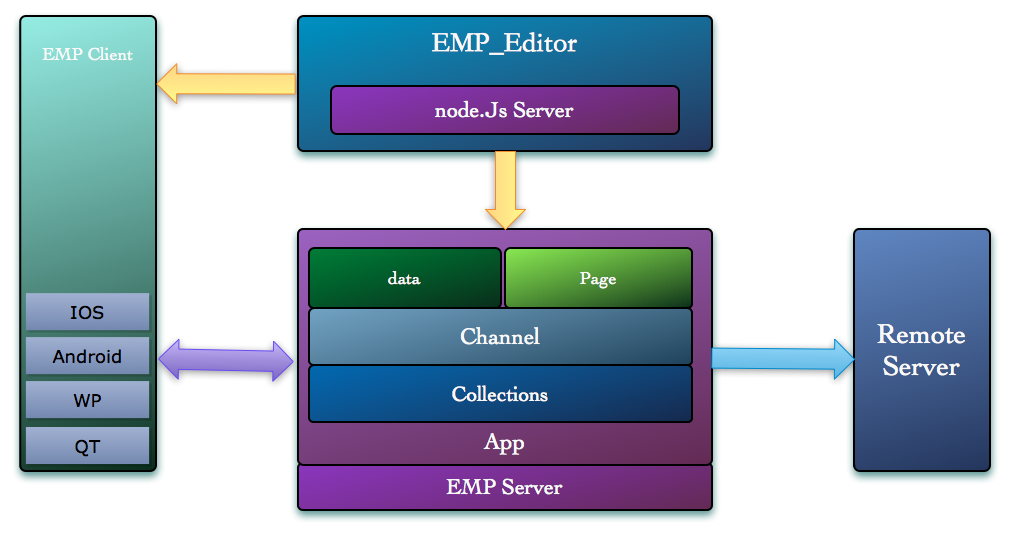 EMP Client
EMP_Editor
node.Js Server
data
Page
Channel
Collections
App
EMP Server
IOS
Android
WP
QT
Remote
Server